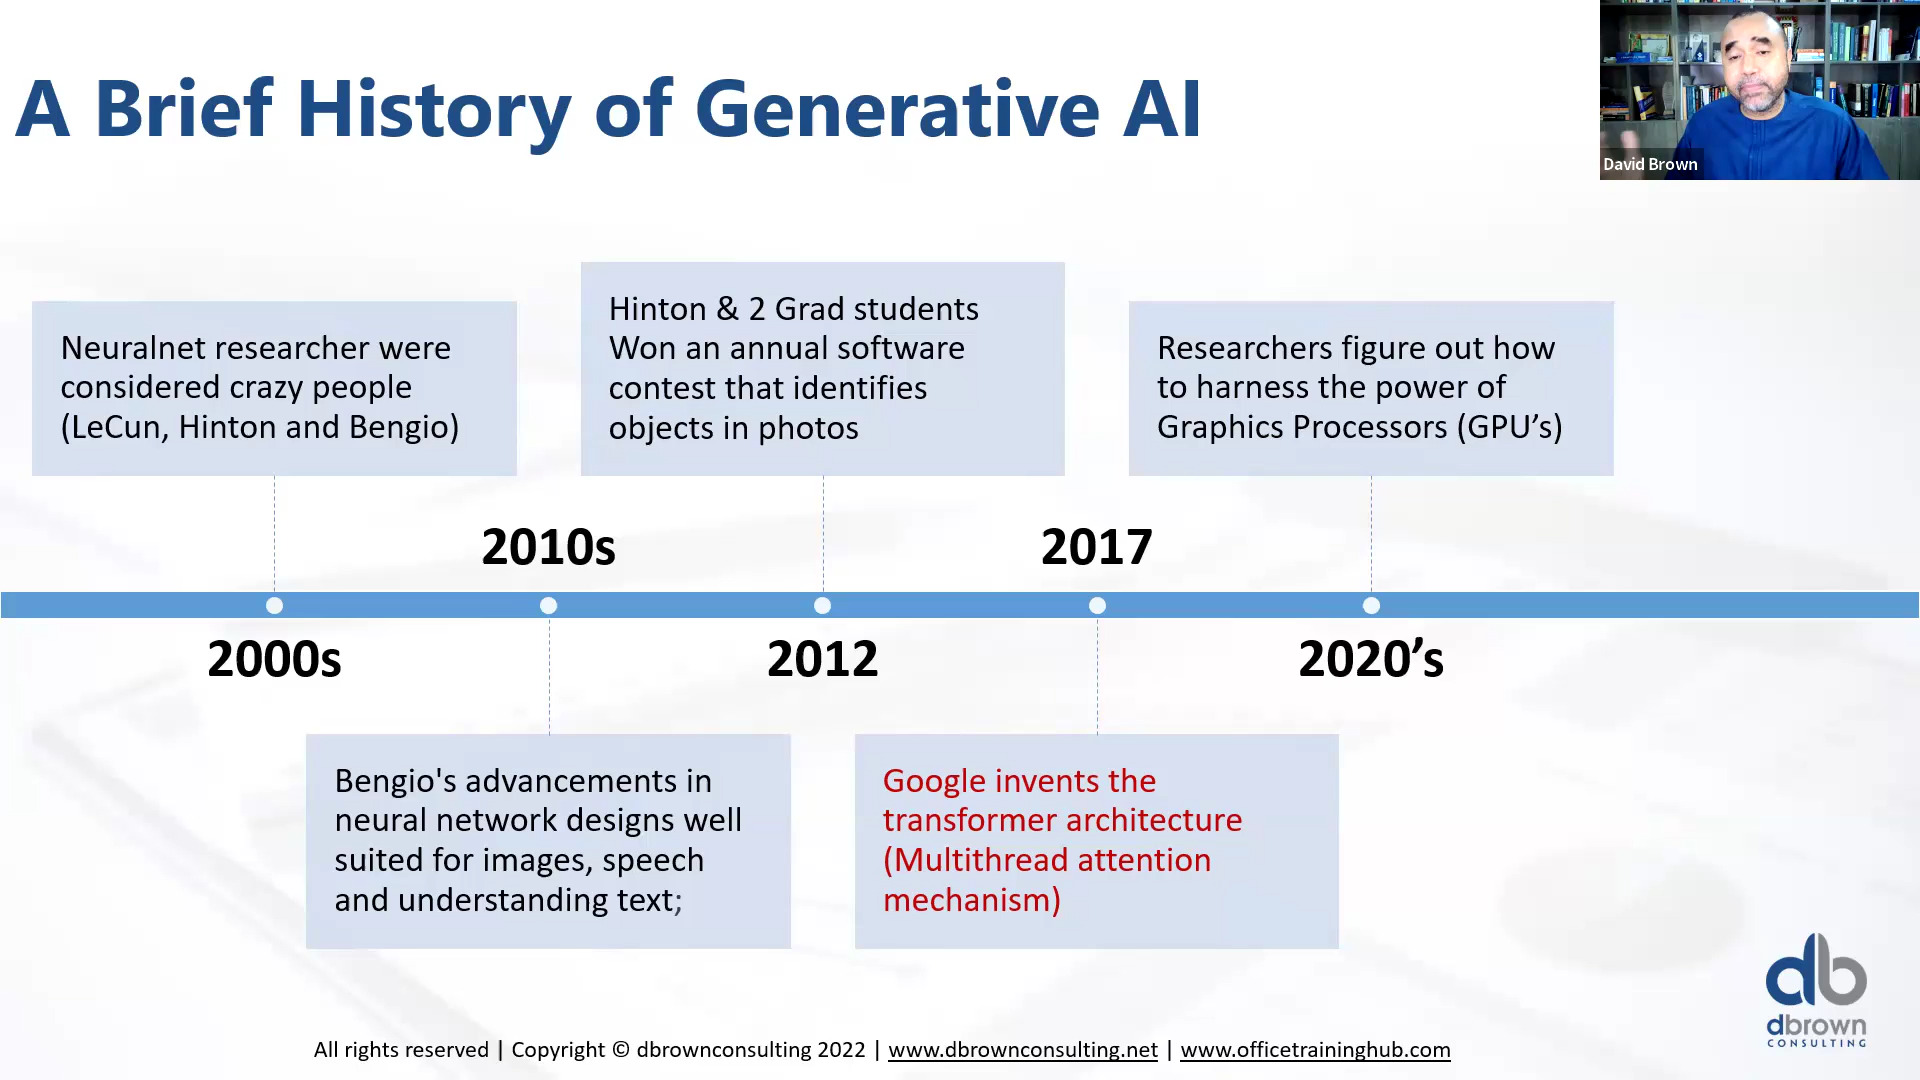 A Brief History of Generative AI
David Brown
Neuralnet researcher were
considered crazy people
(LeCun, Hinton and Bengio)
Hinton & 2 Grad students
Won an annual software
contest that identifies
objects in photos
Researchers figure out how
to harness the power of
Graphics Processors (GPU’s)
2010s
2017
2000s
2012
2020’s
Bengio's advancements in
neural network designs well
suited for images, speech
and understanding text;
Google invents the
transformer architecture
(Multithread attention
mechanism)
db
dbrown
CONSULTING
All rights reserved | Copyright © dbrownconsulting 2022 | www.dbrownconsulting.net | www.officetraininghub.com